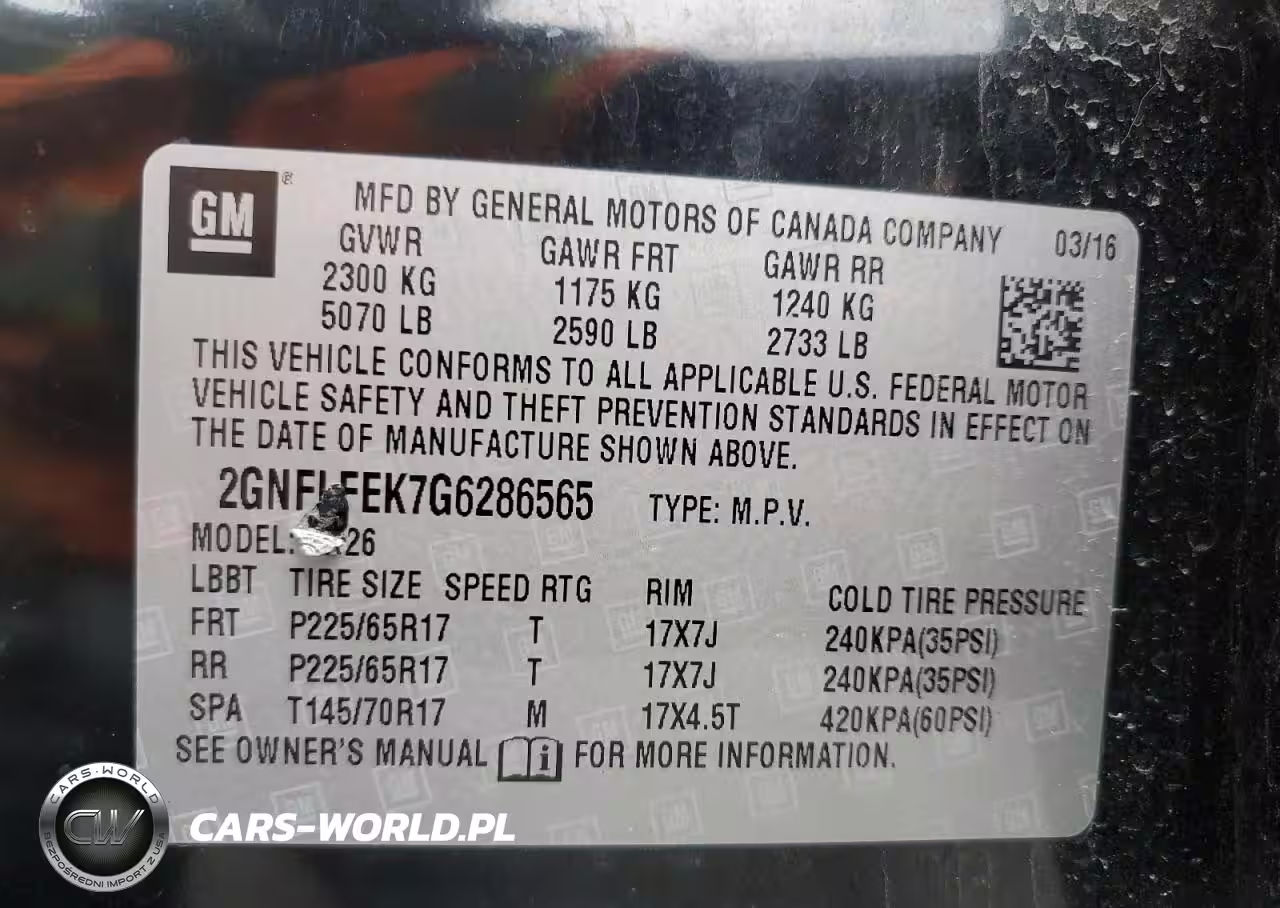 GM ®
MFD BY GENERAL MOTORS OF CANADA COMPANY 03/16
GVWR GAWR FRT GAWR RR
2300 KG 1175 KG 1240 KG
5070 LB 2590 LB 2733 LB
THIS VEHICLE CONFORMS TO ALL APPLICABLE U.S. FEDERAL MOTOR
VEHICLE SAFETY AND THEFT PREVENTION STANDARDS IN EFFECT ON
THE DATE OF MANUFACTURE SHOWN ABOVE.
2GNFLFEK7G6286565 TYPE: M.P.V.
MODEL:
LBBT TIRE SIZE SPEED RTG RIM COLD TIRE PRESSURE
FRT P225/65R17 T 17X7J 240KPA(35PSI)
RR P225/65R17 T 17X7J 240KPA(35PSI)
SPA T145/70R17 M 17X4.5T 420KPA(60PSI)
SEE OWNER'S MANUAL i FOR MORE INFORMATION.
CARS-WORLD
CW
BEZPOŚREDNI IMPORT Z USA
CARS-WORLD.PL